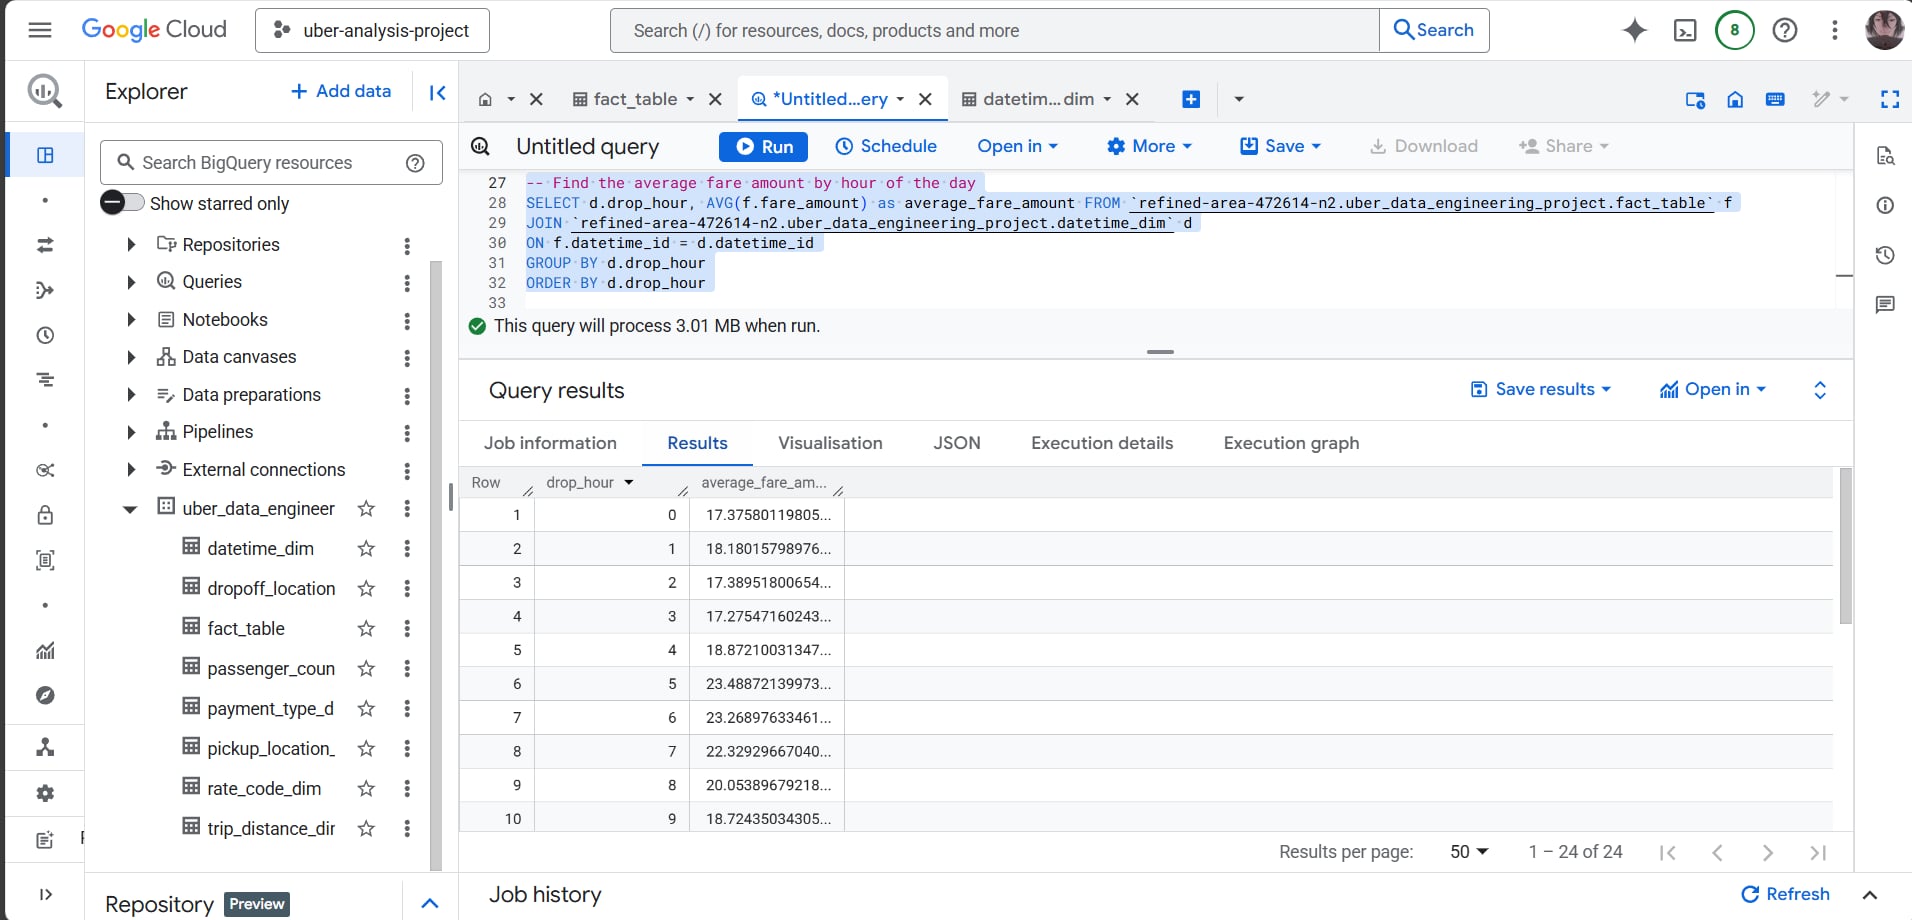 Google Cloud
uber-analysis-project
Search (/) for resources, docs, products and more
Search
8
Explorer
+ Add data
fact_table
*Untitled...ery
datetim...dim
Search BigQuery resources
Untitled query
Run
Schedule
Open in
More
Save
Download
Share
Show starred only
Repositories
Queries
Notebooks
Data canvases
Data preparations
Pipelines
External connections
uber_data_engineer
datetime_dim
dropoff_location
fact_table
passenger_coun
payment_type_d
pickup_location_
rate_code_dim
trip_distance_dir
Repository Preview
27 -- Find the average fare amount by hour of the day
28 SELECT d.drop_hour, AVG(f.fare_amount) as average_fare_amount FROM `refined-area-472614-n2.uber_data_engineering_project.fact_table` f
29 JOIN `refined-area-472614-n2.uber_data_engineering_project.datetime_dim` d
30 ON f.datetime_id = d.datetime_id
31 GROUP BY d.drop_hour
32 ORDER BY d.drop_hour
33
This query will process 3.01 MB when run.
Query results
Save results
Open in
Job information
Results
Visualisation
JSON
Execution details
Execution graph
Row drop_hour average_fare_am...
1 0 17.37580119805...
2 1 18.18015798976...
3 2 17.38951800654...
4 3 17.27547160243...
5 4 18.87210031347...
6 5 23.48872139973...
7 6 23.26897633461...
8 7 22.32929667040...
9 8 20.05389679218...
10 9 18.72435034305...
Results per page: 50 1 – 24 of 24
Job history
Refresh